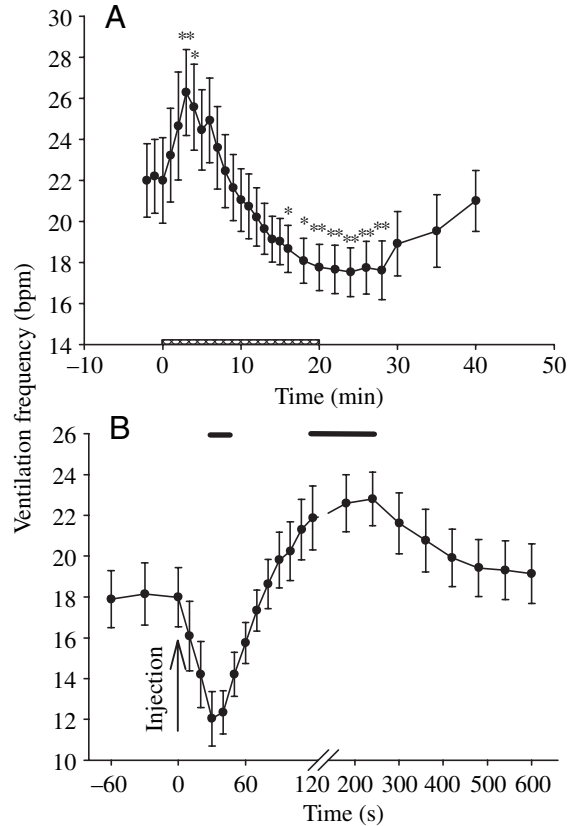 A
30
28
26
24
22
20
18
16
14
** * * * ** ** ** ** **
–10 0 10 20 30 40 50
Time (min)
Ventilation frequency (bpm)
B
26
24
22
20
18
16
14
12
10
Injection
–60 0 60 120 200 300 400 500 600
Time (s)